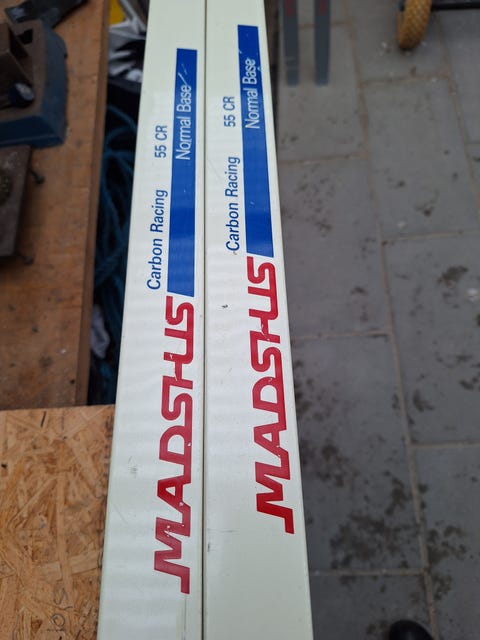 MADSHUS
Carbon Racing 55 CR
Normal Base
MADSHUS
Carbon Racing 55 CR
Normal Base